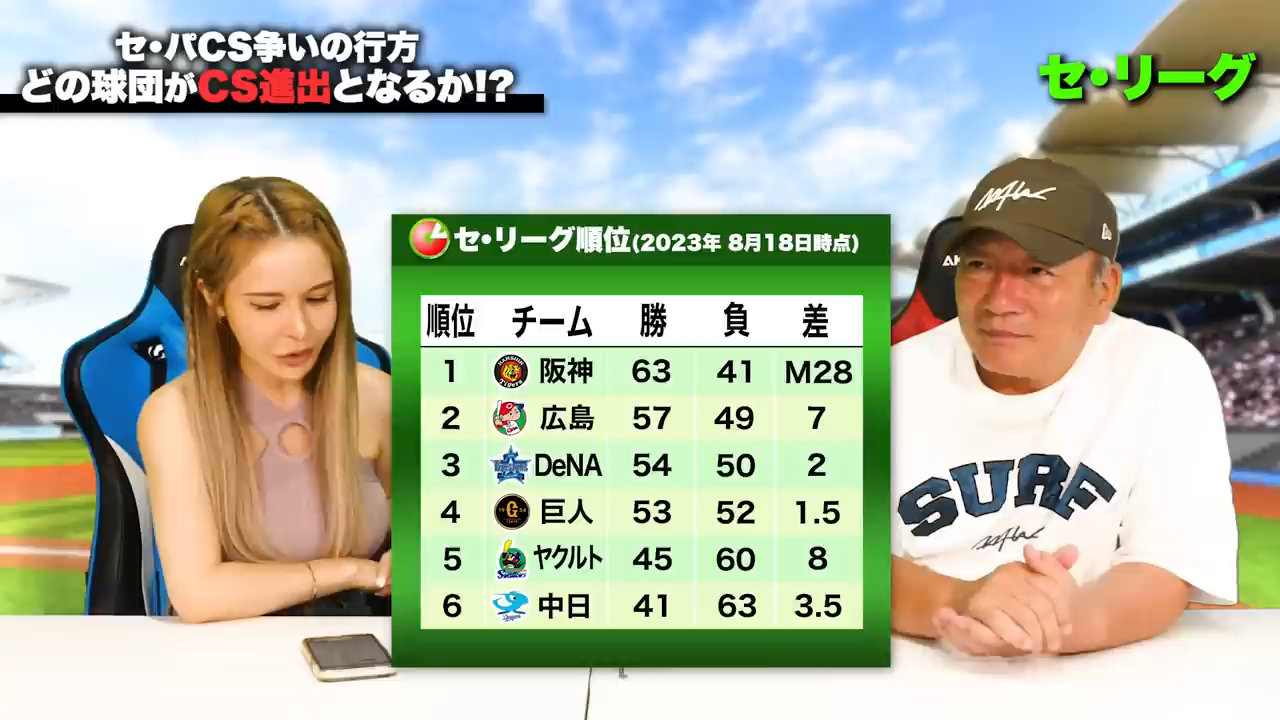 セ・パCS争いの行方
どの球団がCS進出となるか!?
セ・リーグ
セ・リーグ順位(2023年 8月18日時点)
順位 チーム 勝 負 差
1 阪神 63 41 M28
2 広島 57 49 7
3 DeNA 54 50 2
4 巨人 53 52 1.5
5 ヤクルト 45 60 8
6 中日 41 63 3.5
AK
SURF